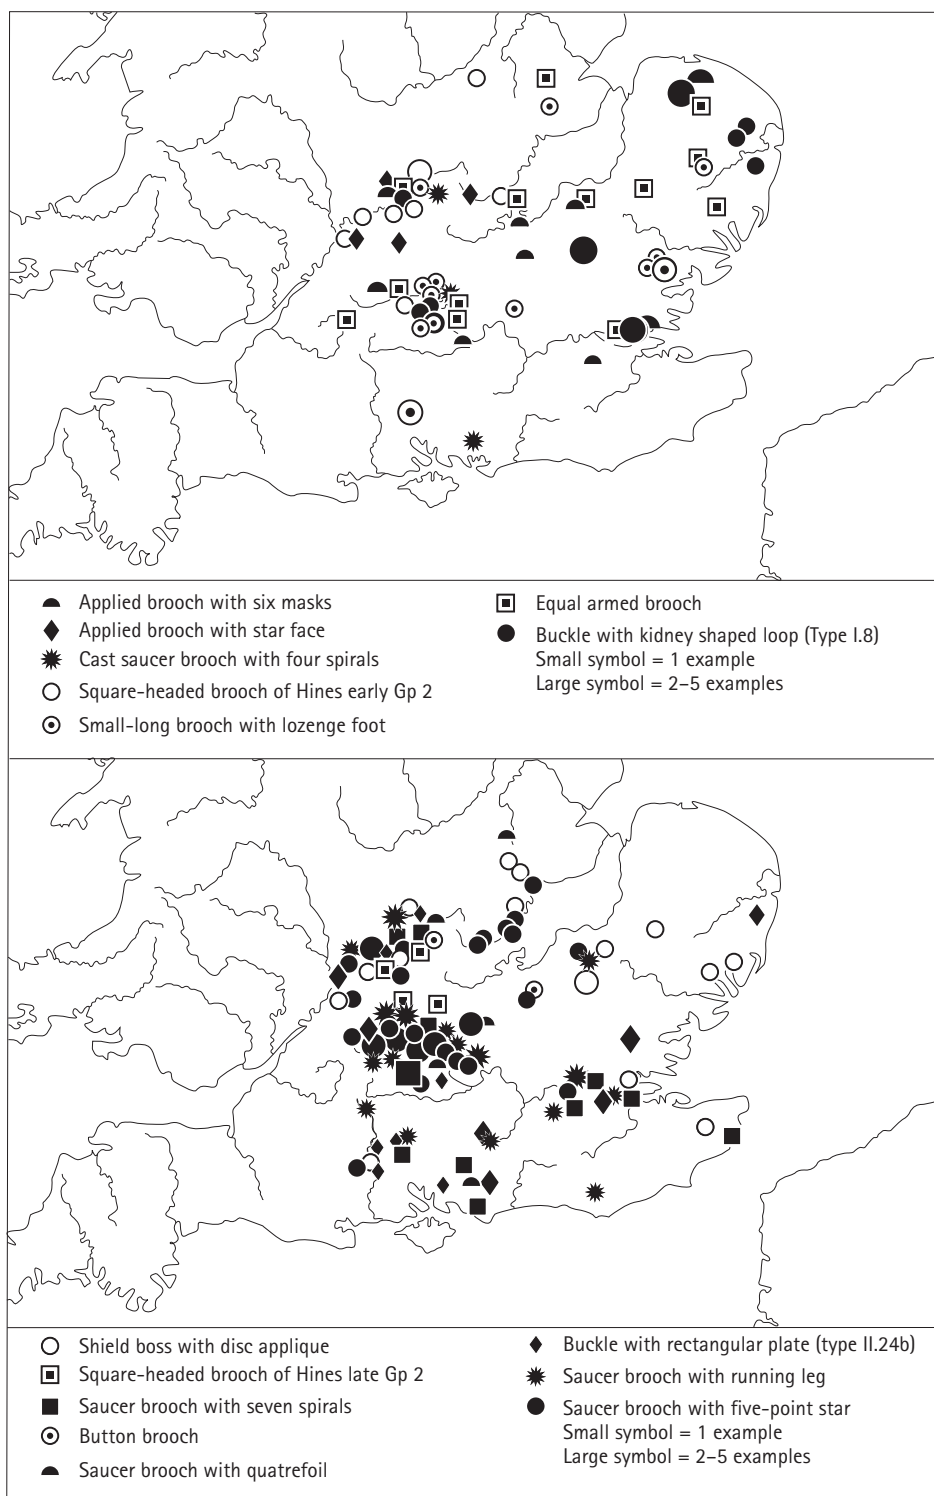 Applied brooch with six masks
Applied brooch with star face
Cast saucer brooch with four spirals
Square-headed brooch of Hines early Gp 2
Small-long brooch with lozenge foot
Equal armed brooch
Buckle with kidney shaped loop (Type I.8)
Small symbol = 1 example
Large symbol = 2–5 examples
Shield boss with disc applique
Square-headed brooch of Hines late Gp 2
Saucer brooch with seven spirals
Button brooch
Saucer brooch with quatrefoil
Buckle with rectangular plate (type II.24b)
Saucer brooch with running leg
Saucer brooch with five-point star
Small symbol = 1 example
Large symbol = 2–5 examples